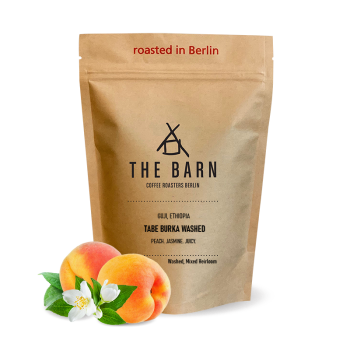 roasted in Berlin
THE BARN
COFFEE ROASTERS BERLIN
GUJI, ETHIOPIA
TABE BURKA WASHED
PEACH, JASMINE, JUICY.
Washed, Mixed Heirloom